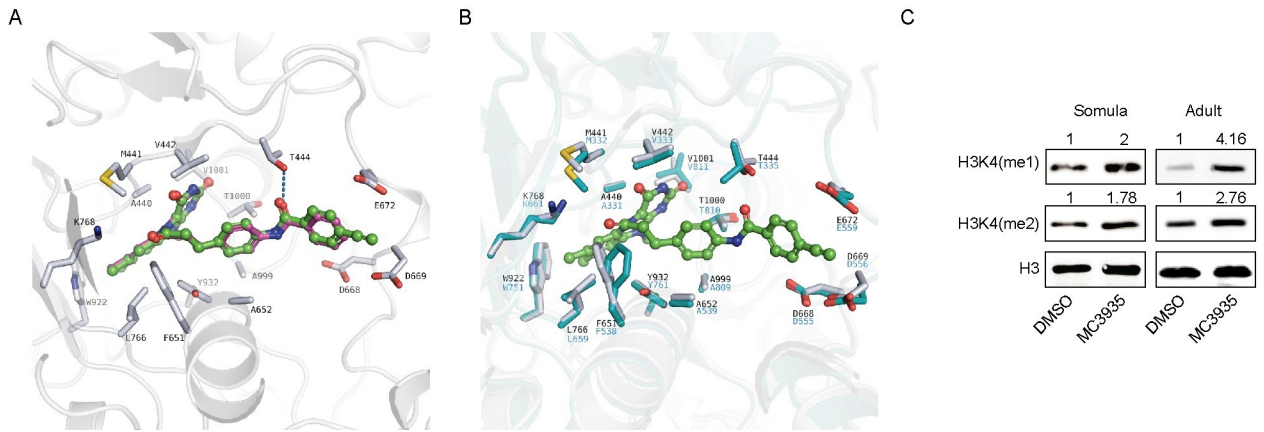 A
M441
V442
V1001
T444
A440
T1000
E672
K768
W922
Y932
A999
D668
D669
A652
L766
F651
B
M441
M332
V442
V333
V1001
V811
T444
T335
K768
K661
A440
A331
T1000
T810
E672
E559
W922
W751
Y932
Y761
A999
A809
D669
D556
A652
A539
L766
L659
F651
F538
D668
D555
C
Somula Adult
1 2 1 4.16
H3K4(me1)
1 1.78 1 2.76
H3K4(me2)
H3
DMSO MC3935 DMSO MC3935